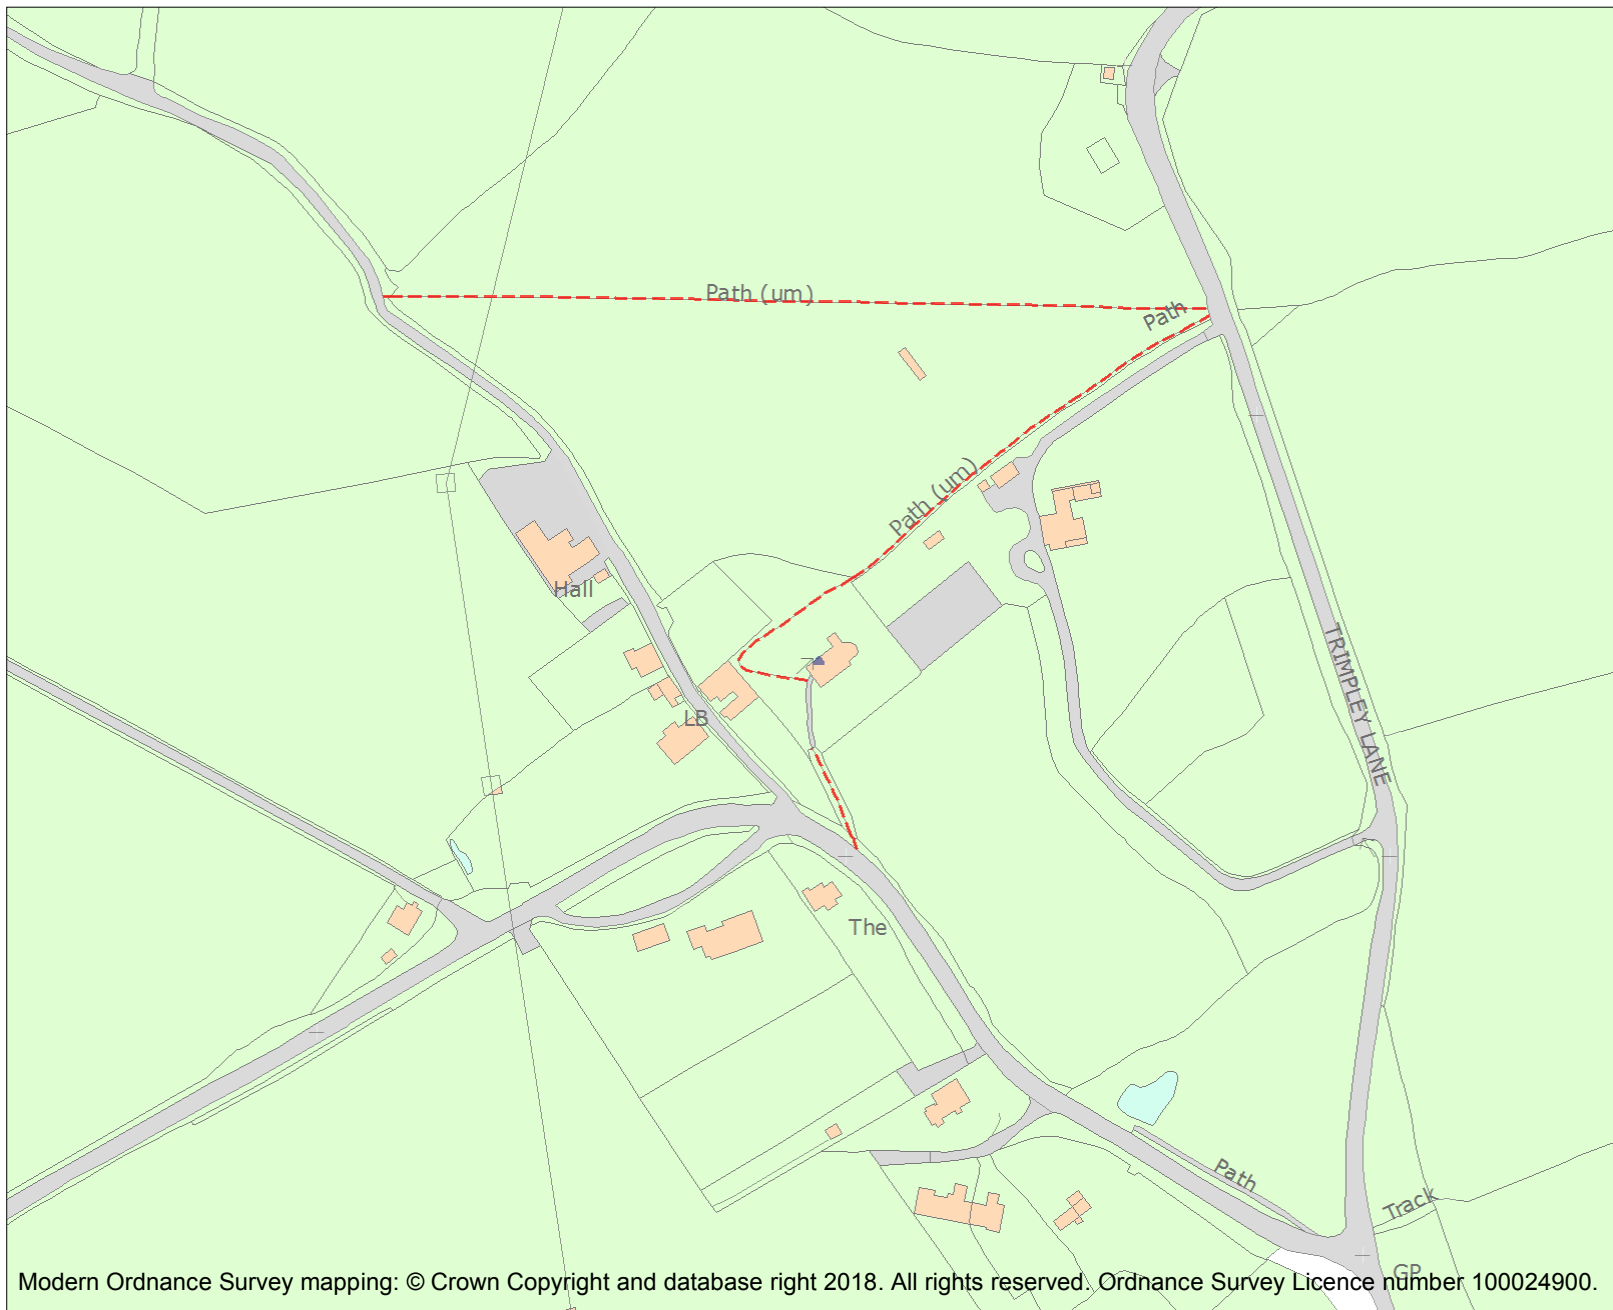 Path (um)
Path
Path (um)
Hall
TRIMPLEY LANE
LB
The
Path
Track
GP
Modern Ordnance Survey mapping: © Crown Copyright and database right 2018. All rights reserved. Ordnance Survey Licence number 100024900.